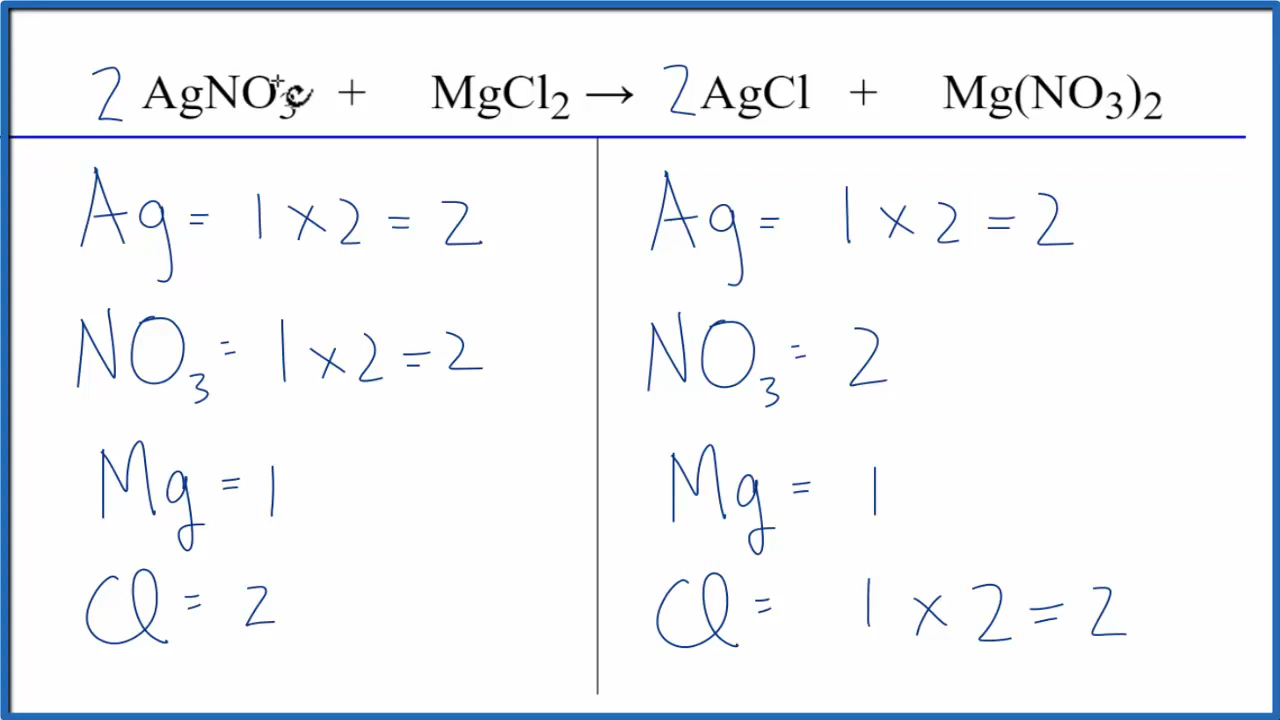 2 AgNO3 + MgCl2 → 2 AgCl + Mg(NO3)2
Ag = 1 x 2 = 2
NO3 = 1 x 2 = 2
Mg = 1
Cl = 2
Ag = 1 x 2 = 2
NO3 = 2
Mg = 1
Cl = 1 x 2 = 2